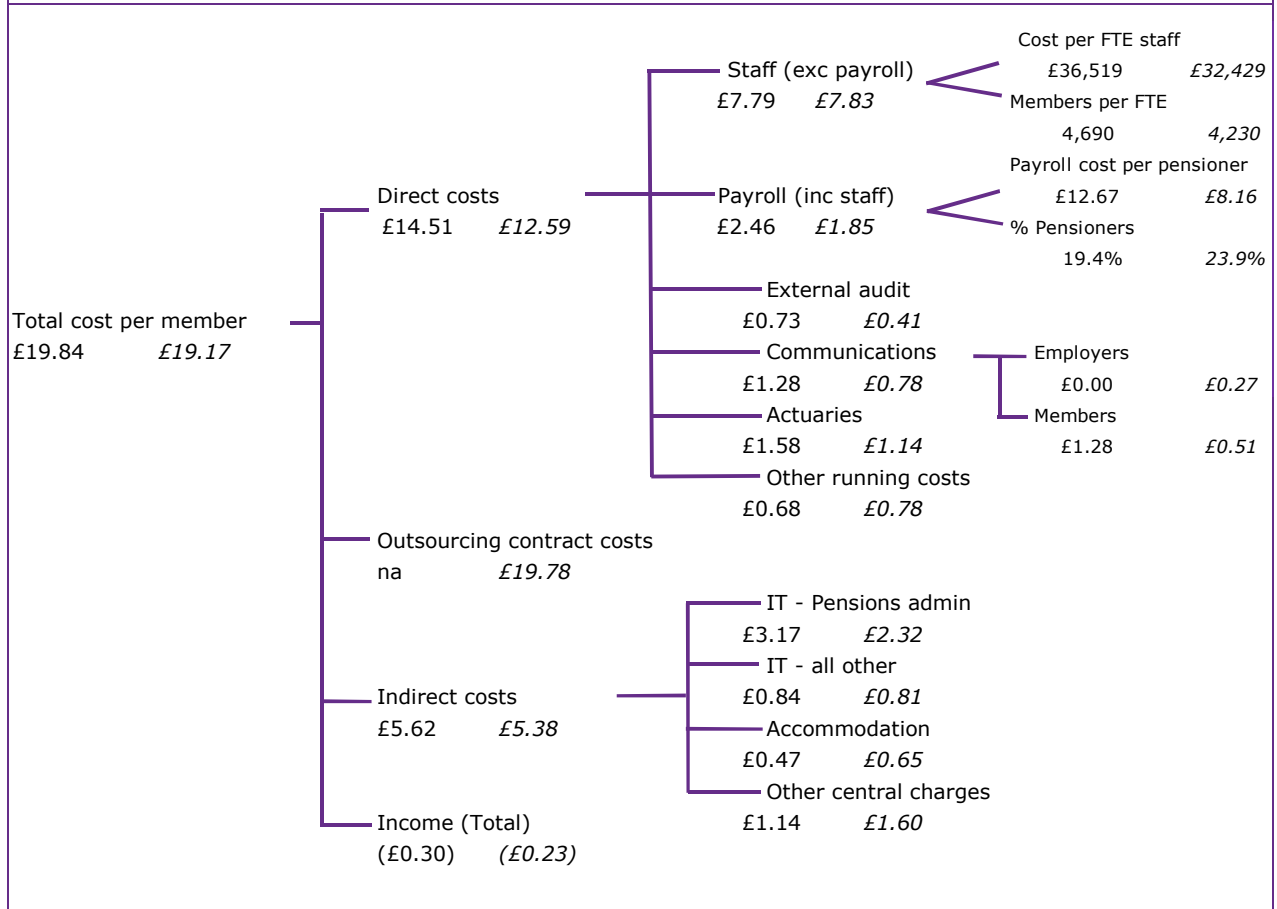 Cost per FTE staff
Staff (exc payroll)
£36,519 £32,429
£7.79 £7.83
Members per FTE
4,690 4,230
Payroll cost per pensioner
Direct costs
Payroll (inc staff)
£12.67 £8.16
£14.51 £12.59
£2.46 £1.85
% Pensioners
19.4% 23.9%
External audit
Total cost per member
£0.73 £0.41
£19.84 £19.17
Communications
Employers
£1.28 £0.78
£0.00 £0.27
Actuaries
Members
£1.58 £1.14
£1.28 £0.51
Other running costs
£0.68 £0.78
Outsourcing contract costs
na £19.78
IT - Pensions admin
£3.17 £2.32
IT - all other
£0.84 £0.81
Indirect costs
£5.62 £5.38
Accommodation
£0.47 £0.65
Other central charges
£1.14 £1.60
Income (Total)
(£0.30) (£0.23)